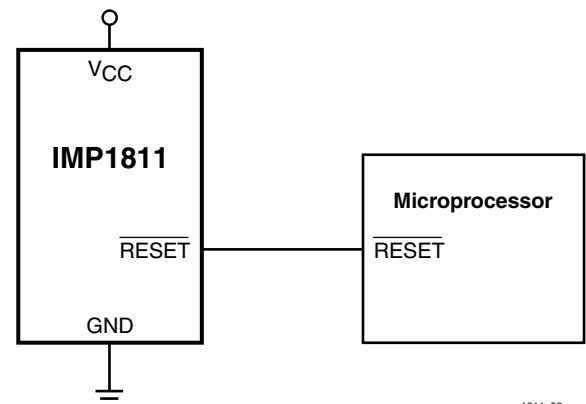 VCC
IMP1811
Microprocessor
RESET
RESET
GND